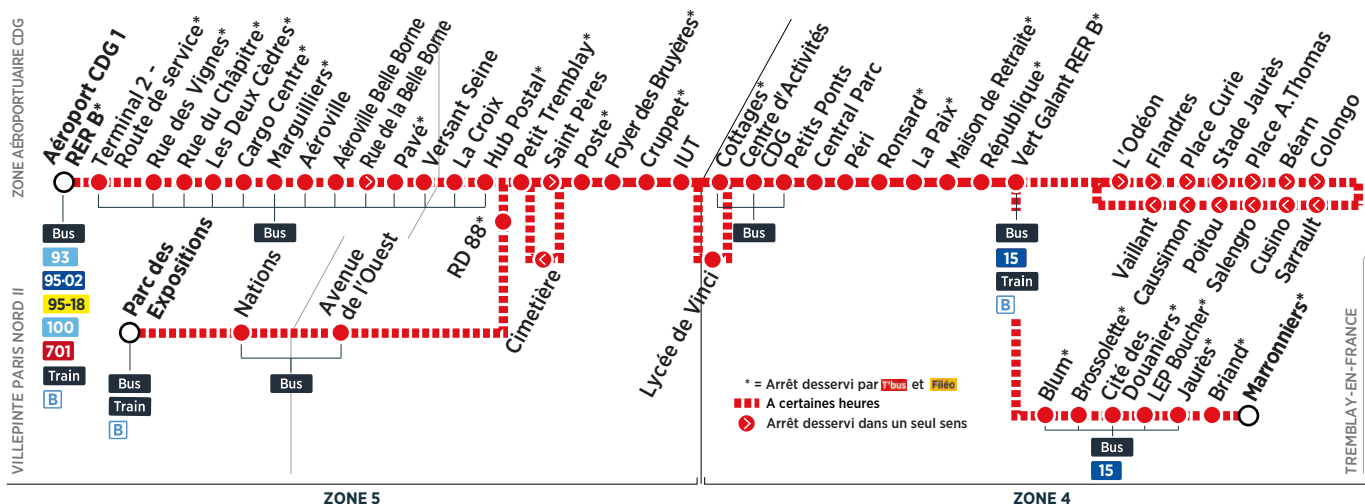 ZONE AÉROPORTUAIRE CDG
VILLEPINTE PARIS NORD II
TREMBLAY-EN-FRANCE
Aéroport CDG 1
RER B*
Terminal 2 -
Route de service*
Rue des Vignes*
Rue du Châpitre*
Les Deux Cèdres*
Cargo Centre*
Marguilliers*
Aéroville
Aéroville Belle Borne
Rue de la Belle Borne
Pavé*
Versant Seine
La Croix
Hub Postal*
Petit Tremblay*
Saint Pères
Poste*
Foyer des Bruyères*
Cruppet*
IUT
Cottages*
Centre d'Activités
CDG
Petits Ponts
Central Parc
Péri
Ronsard*
La Paix*
Maison de Retraite*
République*
Vert Galant RER B*
L'Odéon
Flandres
Place Curie
Stade Jaurès
Place A.Thomas
Béarn
Colongo
Vaillant
Caussimon
Poitou
Salengro
Cusino
Sarrault
Bus
93
95-02
95-18
100
701
Train
B
Bus
Parc des
Expositions
Bus
Train
B
Nations
Avenue
de l'Ouest
Bus
RD 88*
Cimetière
Lycée de Vinci
Bus
Bus
15
Train
B
Blum*
Brossolette*
Cité des
Douaniers*
LEP Boucher*
Jaurès*
Briand*
Marronniers*
Bus
15
* = Arrêt desservi par T'bus et Filéo
A certaines heures
Arrêt desservi dans un seul sens
ZONE 5
ZONE 4